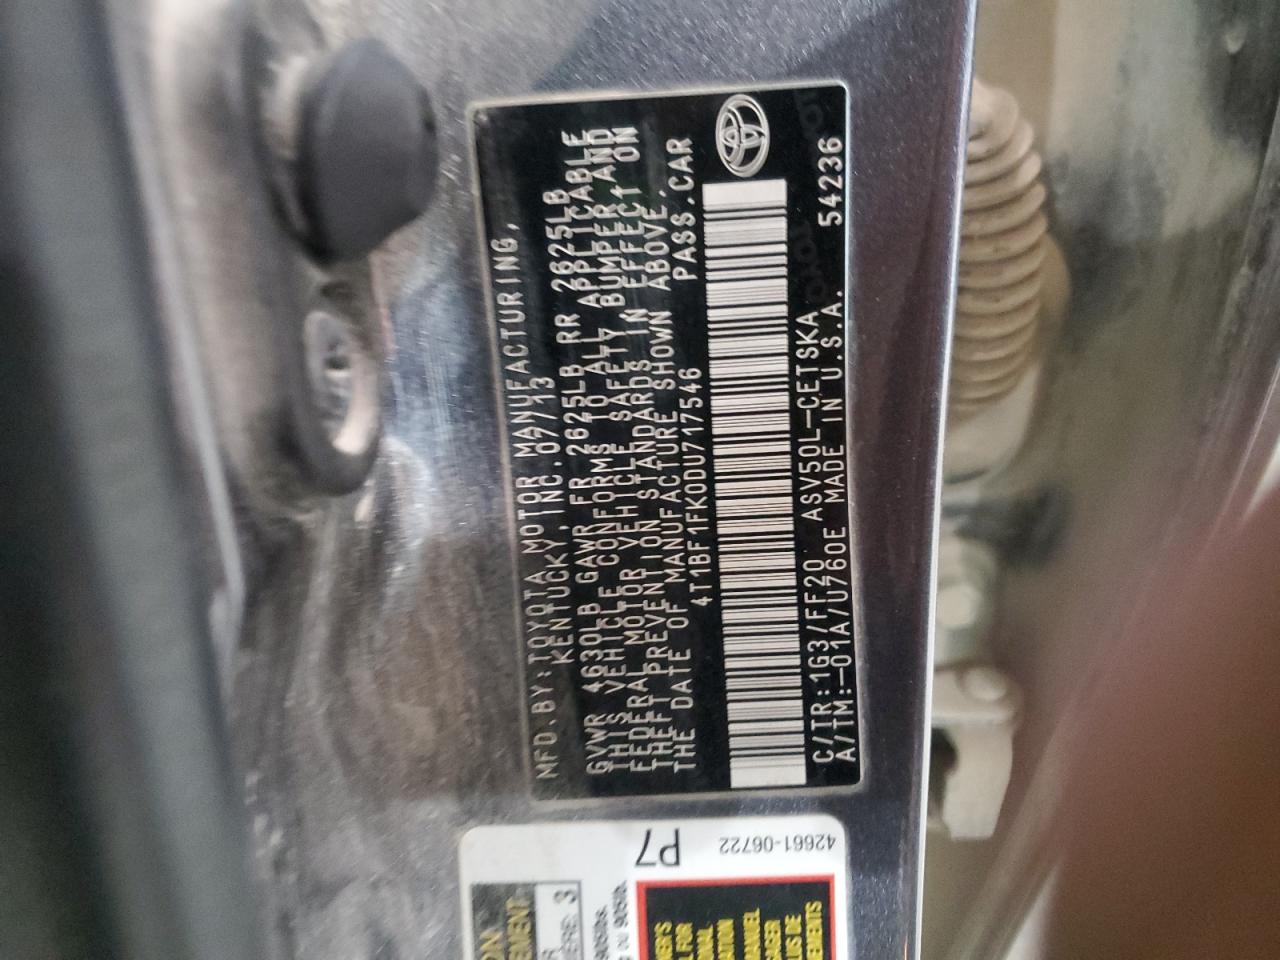 MFD.BY:TOYOTA MOTOR MANUFACTURING,
KENTUCKY, INC.07/13
GVWR 4630LB GAWR FR 2625LB RR 2625LB
THIS VEHICLE CONFORMS TO ALL APPLICABLE
FEDERAL MOTOR VEHICLE SAFETY, BUMPER, AND
THEFT PREVENTION STANDARDS IN EFFECT ON
THE DATE OF MANUFACTURE SHOWN ABOVE.
4T1BF1FK0DU717546 PASS.CAR
C/TR:1G3/FF20 ASV50L-CETSKA 54236
A/TM:-01A/U760E MADE IN U.S.A.
P7
42661-06722
3